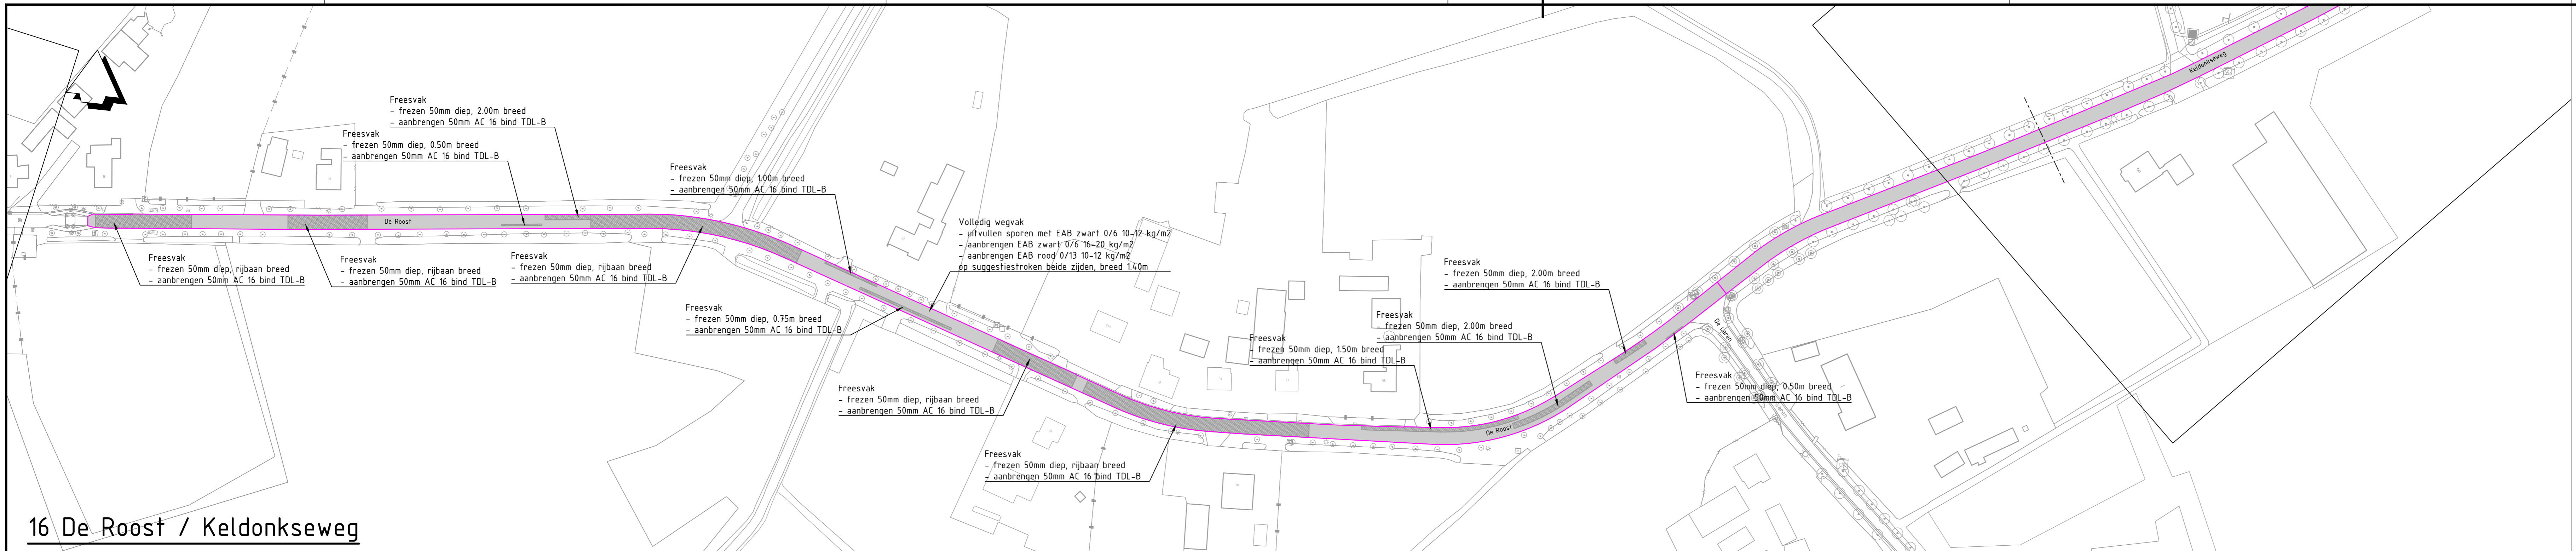 Freesvak
- frezen 50mm diep, 2.00m breed
- aanbrengen 50mm AC 16 bind TDL-B
Freesvak
- frezen 50mm diep, 0.50m breed
- aanbrengen 50mm AC 16 bind TDL-B
Freesvak
- frezen 50mm diep, 1.00m breed
- aanbrengen 50mm AC 16 bind TDL-B
De Roost
Freesvak
- frezen 50mm diep, rijbaan breed
- aanbrengen 50mm AC 16 bind TDL-B
Freesvak
- frezen 50mm diep, rijbaan breed
- aanbrengen 50mm AC 16 bind TDL-B
Freesvak
- frezen 50mm diep, rijbaan breed
- aanbrengen 50mm AC 16 bind TDL-B
Volledig wegvak
- uitvullen sporen met EAB zwart 0/6 10-12 kg/m2
- aanbrengen EAB zwart 0/6 16-20 kg/m2
- aanbrengen EAB rood 0/13 10-12 kg/m2
op suggestiestroken beide zijden, breed 1.40m
Freesvak
- frezen 50mm diep, 0.75m breed
- aanbrengen 50mm AC 16 bind TDL-B
Freesvak
- frezen 50mm diep, rijbaan breed
- aanbrengen 50mm AC 16 bind TDL-B
Freesvak
- frezen 50mm diep, rijbaan breed
- aanbrengen 50mm AC 16 bind TDL-B
Freesvak
- frezen 50mm diep, 1.50m breed
- aanbrengen 50mm AC 16 bind TDL-B
Freesvak
- frezen 50mm diep, 2.00m breed
- aanbrengen 50mm AC 16 bind TDL-B
Freesvak
- frezen 50mm diep, 2.00m breed
- aanbrengen 50mm AC 16 bind TDL-B
De Roost
Freesvak
- frezen 50mm diep, 0.50m breed
- aanbrengen 50mm AC 16 bind TDL-B
De Laren
Keldonkseweg
16 De Roost / Keldonkseweg